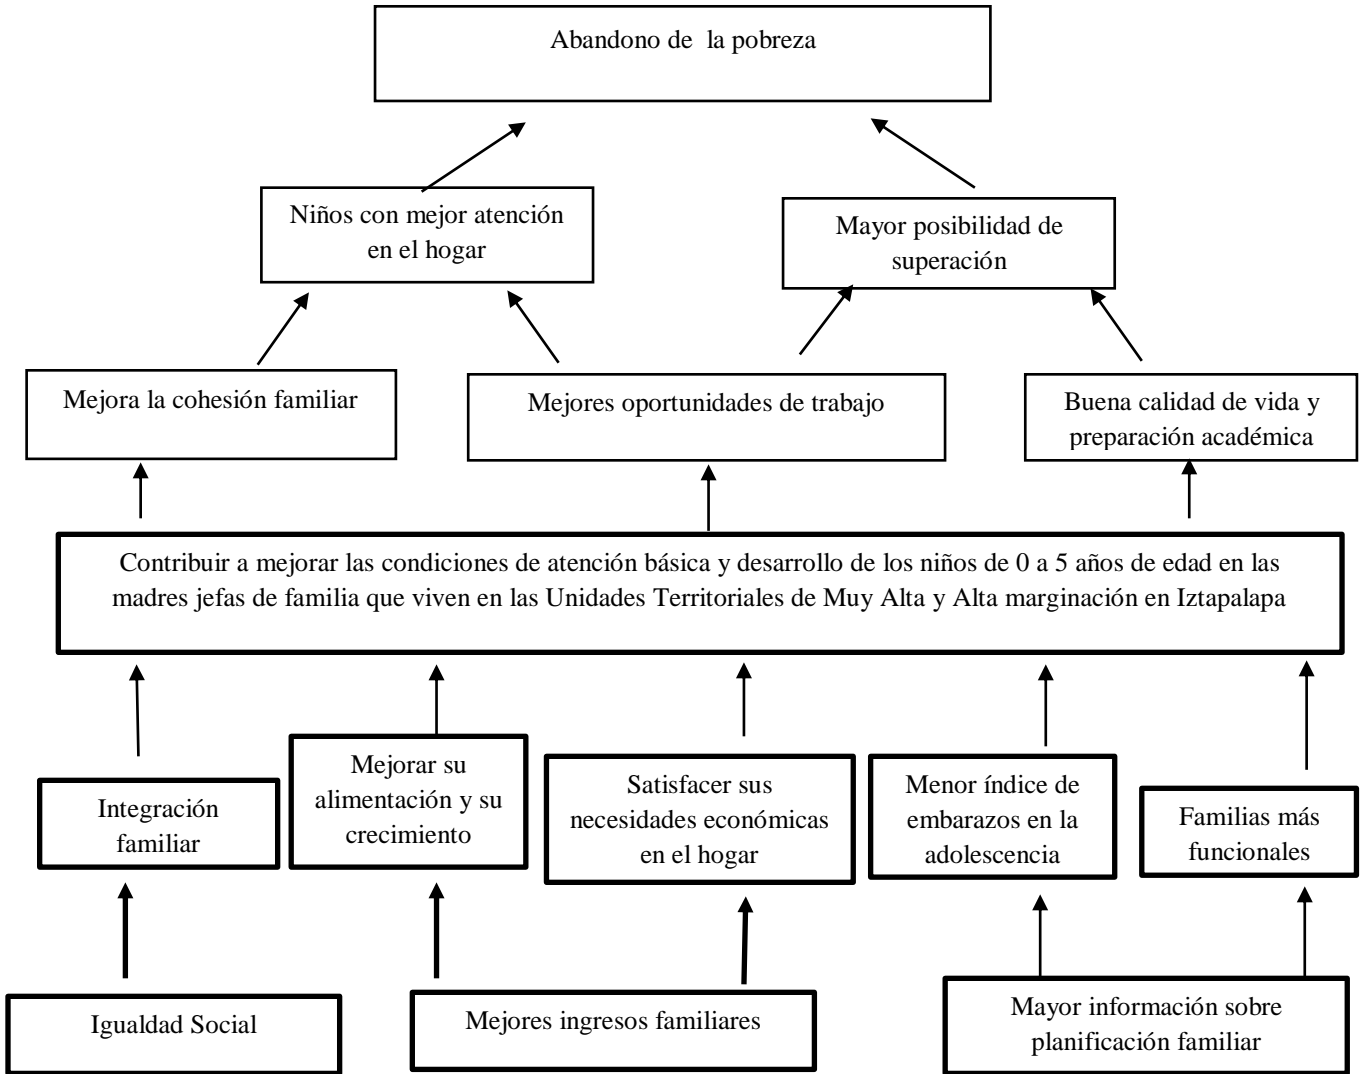 Abandono de la pobreza
Niños con mejor atención
en el hogar
Mayor posibilidad de
superación
Mejora la cohesión familiar
Mejores oportunidades de trabajo
Buena calidad de vida y
preparación académica
Contribuir a mejorar las condiciones de atención básica y desarrollo de los niños de 0 a 5 años de edad en las
madres jefas de familia que viven en las Unidades Territoriales de Muy Alta y Alta marginación en Iztapalapa
Integración
familiar
Mejorar su
alimentación y su
crecimiento
Satisfacer sus
necesidades económicas
en el hogar
Menor índice de
embarazos en la
adolescencia
Familias más
funcionales
Igualdad Social
Mejores ingresos familiares
Mayor información sobre
planificación familiar